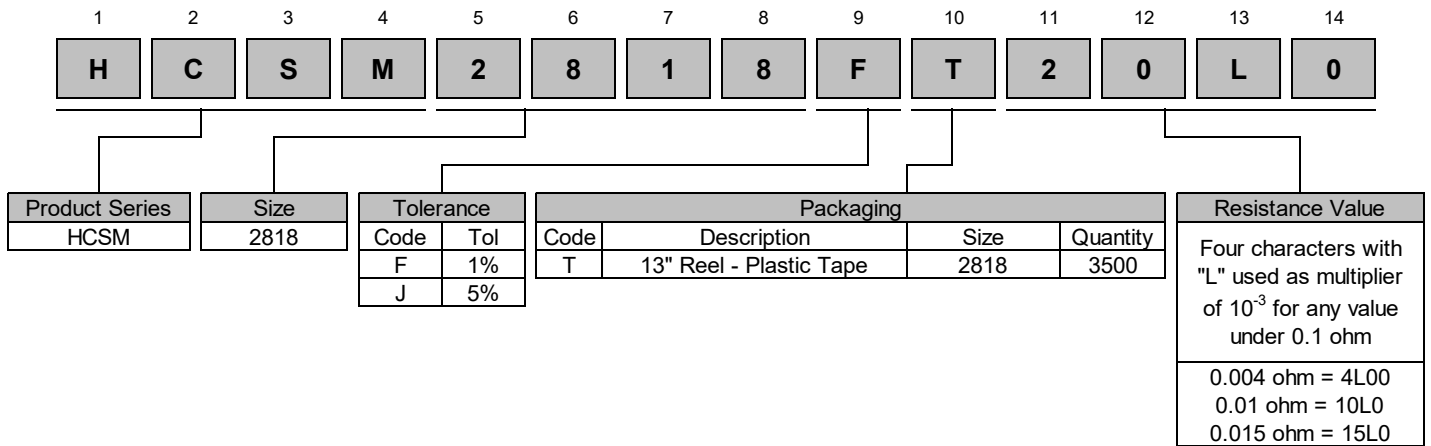 1 2 3 4 5 6 7 8 9 10 11 12 13 14
H C S M 2 8 1 8 F T 2 0 L 0
Product Series
HCSM
Size
2818
Tolerance
Code Tol
F 1%
J 5%
Packaging
Code Description Size Quantity
T 13" Reel - Plastic Tape 2818 3500
Resistance Value
Four characters with
"L" used as multiplier
of 10⁻³ for any value
under 0.1 ohm
0.004 ohm = 4L00
0.01 ohm = 10L0
0.015 ohm = 15L0